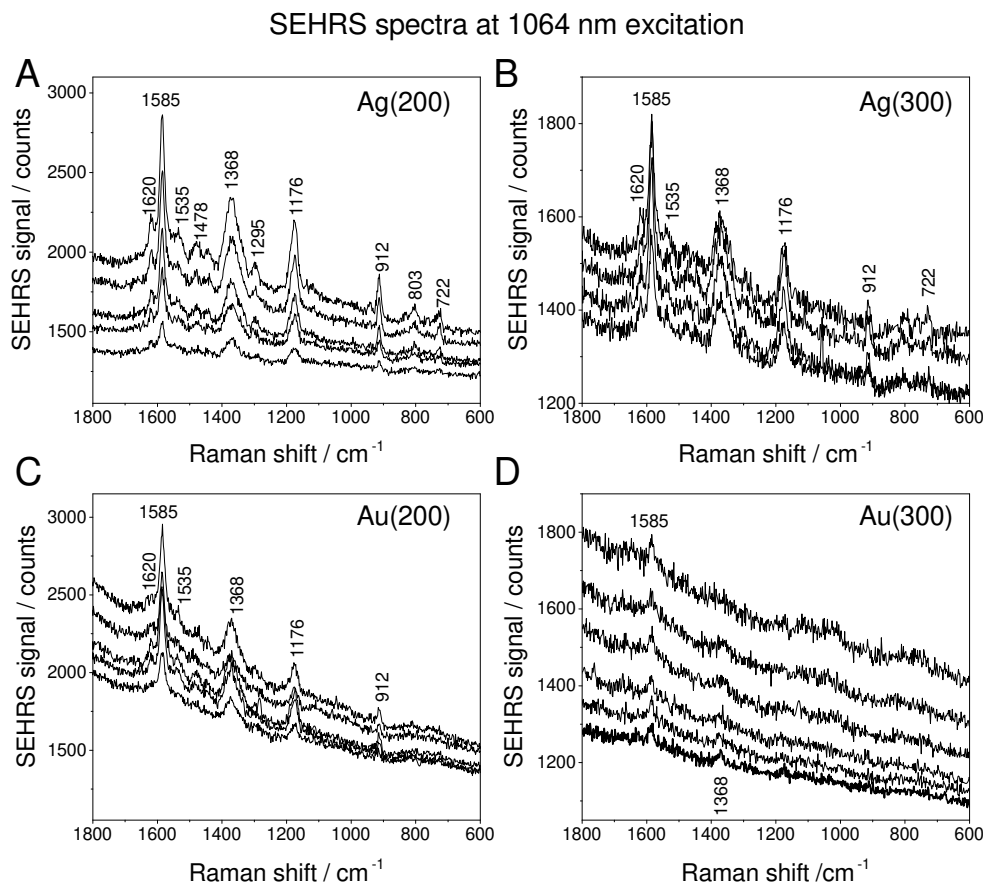 SEHRS spectra at 1064 nm excitation
A
Ag(200)
SEHRS signal / counts
3000
2500
2000
1500
1585
1620
1535
1478
1368
1295
1176
912
803
722
1800 1600 1400 1200 1000 800 600
Raman shift / cm⁻¹
B
Ag(300)
SEHRS signal / counts
1800
1600
1400
1200
1585
1620
1535
1368
1176
912
722
1800 1600 1400 1200 1000 800 600
Raman shift / cm⁻¹
C
Au(200)
SEHRS signal / counts
3000
2500
2000
1500
1585
1620
1535
1368
1176
912
1800 1600 1400 1200 1000 800 600
Raman shift / cm⁻¹
D
Au(300)
SEHRS signal / counts
1800
1600
1400
1200
1585
1368
1800 1600 1400 1200 1000 800 600
Raman shift /cm⁻¹